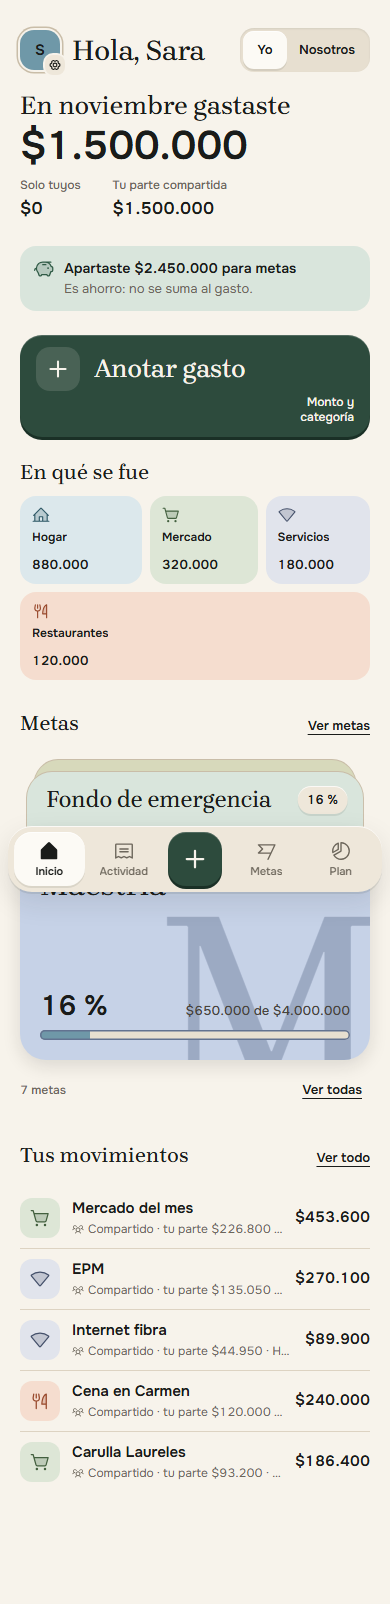 S
Hola, Sara
Yo
Nosotros
En noviembre gastaste
$1.500.000
Solo tuyos
Tu parte compartida
$0
$1.500.000
Apartaste $2.450.000 para metas
Es ahorro: no se suma al gasto.
Anotar gasto
Monto y
categoría
En qué se fue
Hogar
880.000
Mercado
320.000
Servicios
180.000
Restaurantes
120.000
Metas
Ver metas
Fondo de emergencia
16 %
Inicio
Actividad
Metas
Plan
M
16 %
$650.000 de $4.000.000
7 metas
Ver todas
Tus movimientos
Ver todo
Mercado del mes
Compartido · tu parte $226.800 ...
$453.600
EPM
Compartido · tu parte $135.050 ...
$270.100
Internet fibra
Compartido · tu parte $44.950 · H...
$89.900
Cena en Carmen
Compartido · tu parte $120.000 ...
$240.000
Carulla Laureles
Compartido · tu parte $93.200 · ...
$186.400